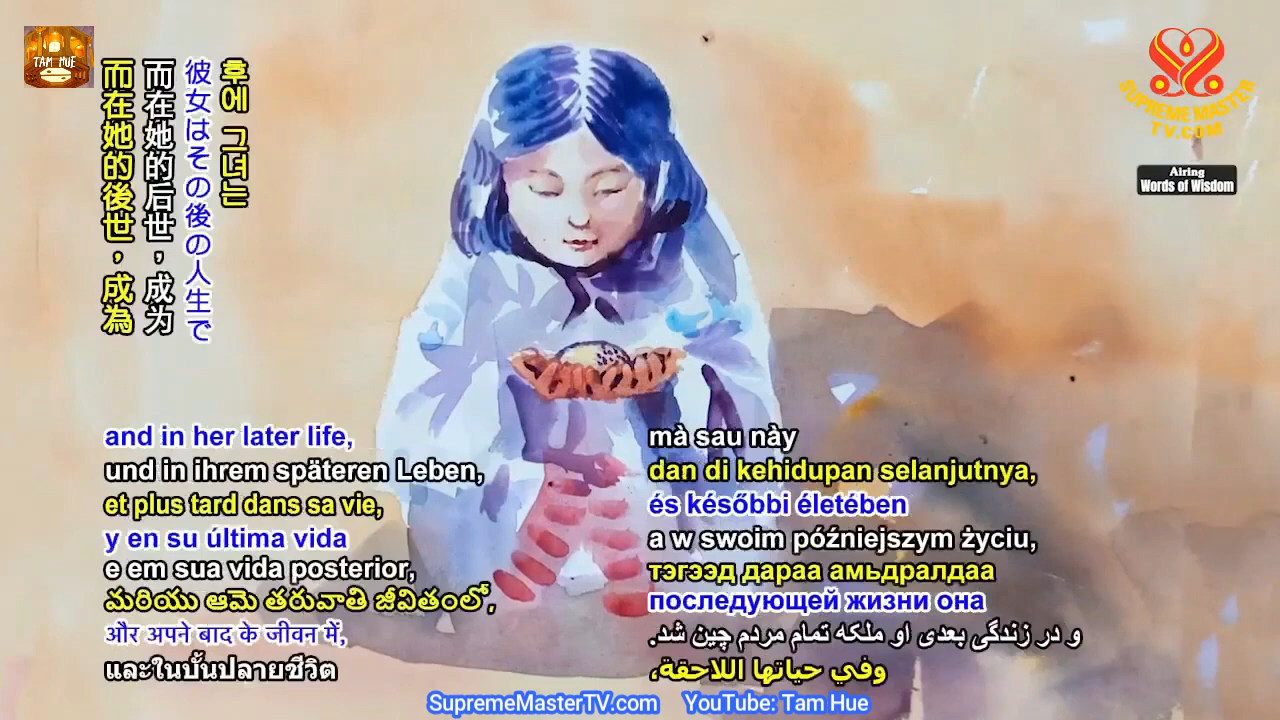 TAM HUE
SUPREME MASTER
TV.COM
Airing
Words of Wisdom
후에 그녀는
彼女はその後の人生で
而在她的后世，成为
而在她的後世，成為
and in her later life,
und in ihrem späteren Leben,
et plus tard dans sa vie,
y en su última vida
e em sua vida posterior,
మరియు ఆమె తరువాతి జీవితంలో,
और अपने बाद के जीवन में,
และในบั้นปลายชีวิต
mà sau này
dan di kehidupan selanjutnya,
és későbbi életében
a w swoim późniejszym życiu,
тэгээд дараа амьдралдаа
последующей жизни она
و در زندگی بعدی او ملکه تمام مردم چین شد.
وفي حياتها اللاحقة،
SupremeMasterTV.com YouTube: Tam Hue